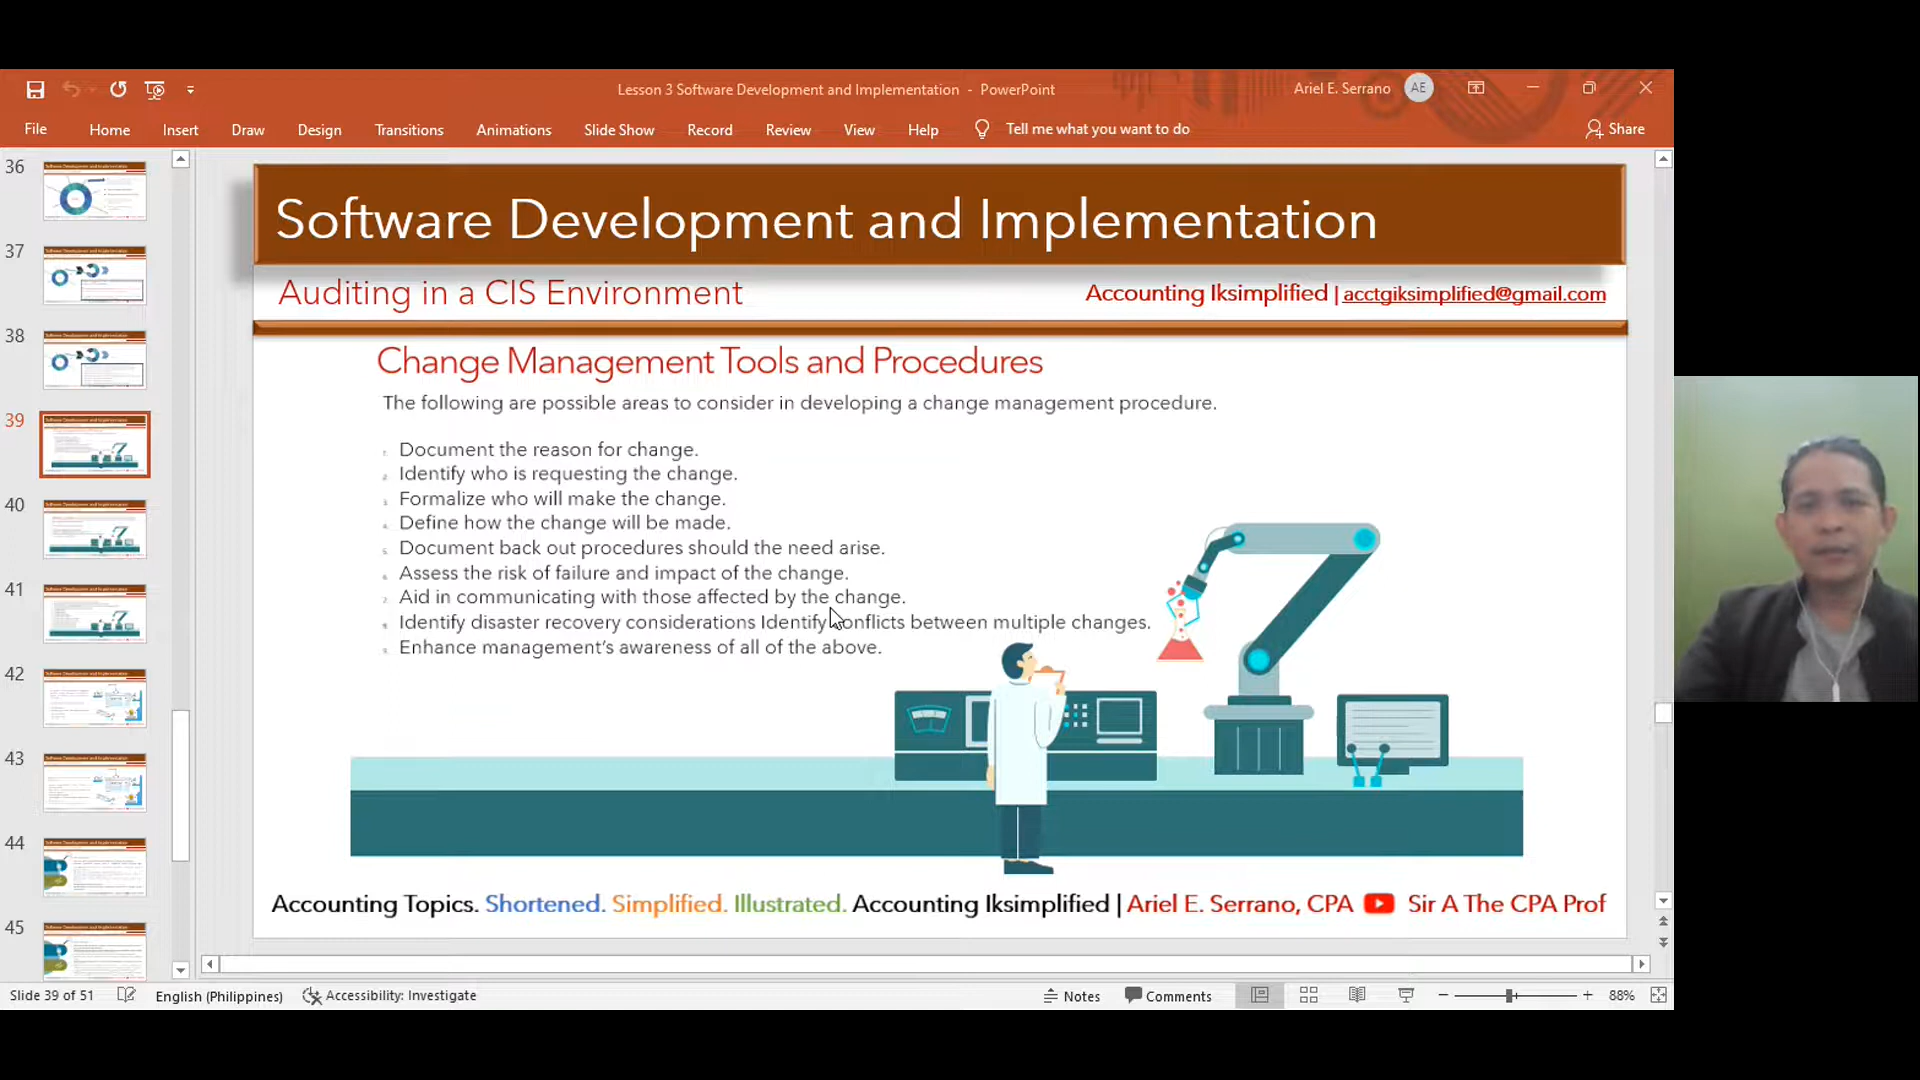 Lesson 3 Software Development and Implementation - PowerPoint
Ariel E. Serrano
AE
File Home Insert Draw Design Transitions Animations Slide Show Record Review View Help Tell me what you want to do Share
36
37
38
39
40
41
42
43
44
45
Software Development and Implementation
Auditing in a CIS Environment
Accounting Iksimplified | acctgiksimplified@gmail.com
Change Management Tools and Procedures
The following are possible areas to consider in developing a change management procedure.
Document the reason for change.
Identify who is requesting the change.
Formalize who will make the change.
Define how the change will be made.
Document back out procedures should the need arise.
Assess the risk of failure and impact of the change.
Aid in communicating with those affected by the change.
Identify disaster recovery considerations Identify conflicts between multiple changes.
Enhance management's awareness of all of the above.
Accounting Topics. Shortened. Simplified. Illustrated. Accounting Iksimplified | Ariel E. Serrano, CPA Sir A The CPA Prof
Slide 39 of 51 English (Philippines) Accessibility: Investigate Notes Comments 88%